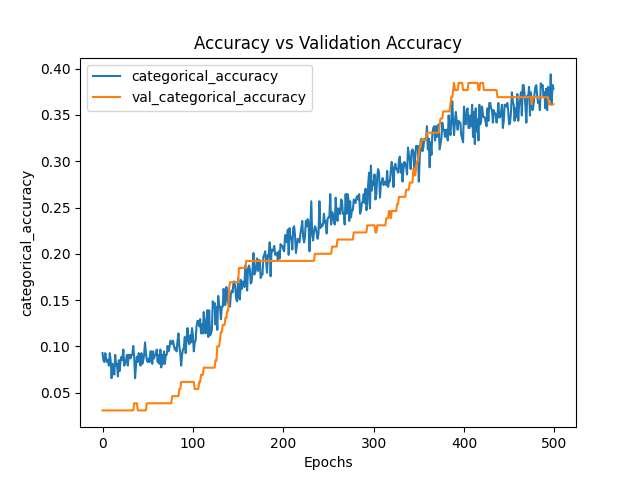 Accuracy vs Validation Accuracy
categorical_accuracy
val_categorical_accuracy
categorical_accuracy
0.40
0.35
0.30
0.25
0.20
0.15
0.10
0.05
0
100
200
300
400
500
Epochs